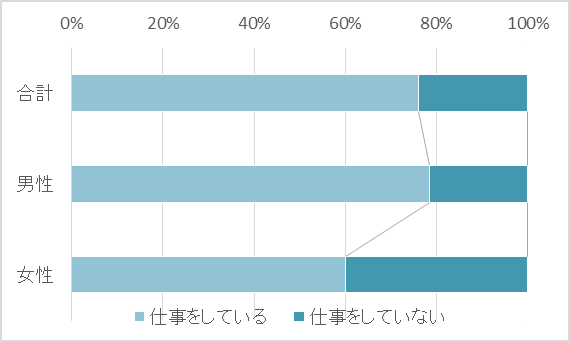 0% 20% 40% 60% 80% 100%
合計
男性
女性
仕事をしている 仕事をしていない